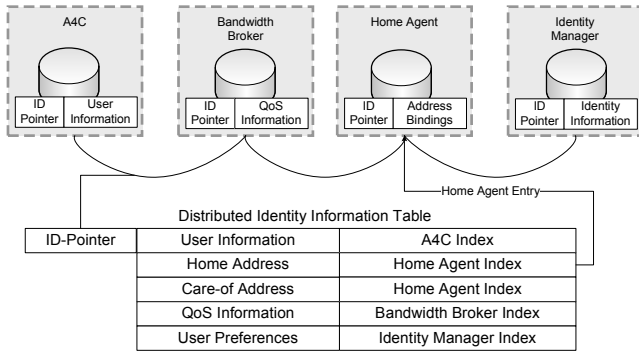 A4C
Bandwidth
Broker
Home Agent
Identity
Manager
ID
Pointer
User
Information
ID
Pointer
QoS
Information
ID
Pointer
Address
Bindings
ID
Pointer
Identity
Information
Home Agent Entry
Distributed Identity Information Table
ID-Pointer User Information A4C Index
Home Address Home Agent Index
Care-of Address Home Agent Index
QoS Information Bandwidth Broker Index
User Preferences Identity Manager Index